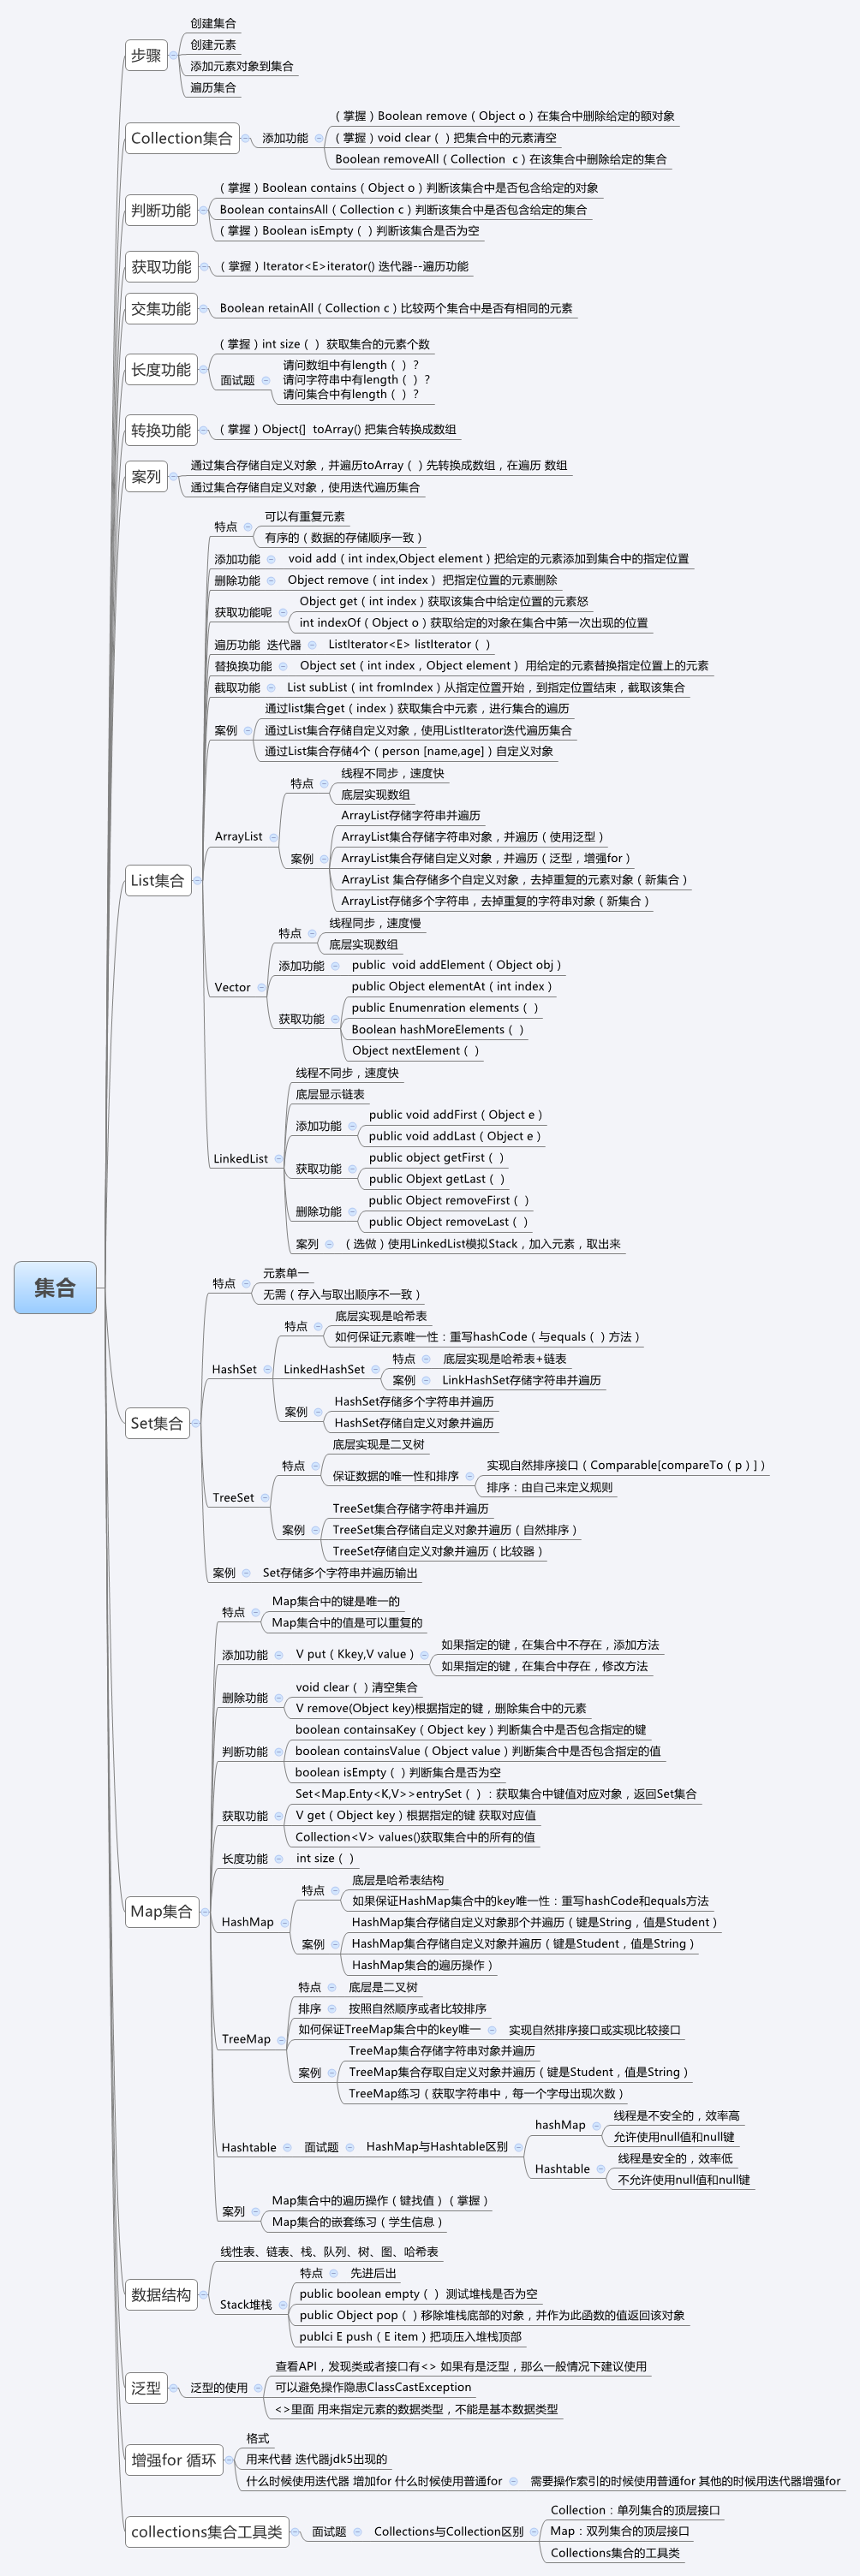 集合
步骤
创建集合
创建元素
添加元素对象到集合
遍历集合
Collection集合
添加功能
（掌握）Boolean remove（Object o）在集合中删除给定的额对象
（掌握）void clear（ ）把集合中的元素清空
Boolean removeAll（Collection  c）在该集合中删除给定的集合
判断功能
（掌握）Boolean contains（Object o）判断该集合中是否包含给定的对象
Boolean containsAll（Collection c）判断该集合中是否包含给定的集合
（掌握）Boolean isEmpty（ ）判断该集合是否为空
获取功能
（掌握）Iterator<E>iterator() 迭代器--遍历功能
交集功能
Boolean retainAll（Collection c）比较两个集合中是否有相同的元素
长度功能
（掌握）int size（ ） 获取集合的元素个数
面试题
请问数组中有length（ ）？
请问字符串中有length（ ）？
请问集合中有length（ ）？
转换功能
（掌握）Object(]  toArray() 把集合转换成数组
案列
通过集合存储自定义对象，并遍历toArray（ ）先转换成数组，在遍历 数组
通过集合存储自定义对象，使用迭代遍历集合
List集合
特点
可以有重复元素
有序的（数据的存储顺序一致）
添加功能
void add（int index,Object element）把给定的元素添加到集合中的指定位置
删除功能
Object remove（int index） 把指定位置的元素删除
获取功能呢
Object get（int index）获取该集合中给定位置的元素怒
int indexOf（Object o）获取给定的对象在集合中第一次出现的位置
遍历功能  迭代器
ListIterator<E> listIterator（ ）
替换换功能
Object set（int index，Object element） 用给定的元素替换指定位置上的元素
截取功能
List subList（int fromIndex）从指定位置开始，到指定位置结束，截取该集合
案例
通过list集合get（index）获取集合中元素，进行集合的遍历
通过List集合存储自定义对象，使用ListIterator迭代遍历集合
通过List集合存储4个（person [name,age]）自定义对象
ArrayList
特点
线程不同步，速度快
底层实现数组
案例
ArrayList存储字符串并遍历
ArrayList集合存储字符串对象，并遍历（使用泛型）
ArrayList集合存储自定义对象，并遍历（泛型，增强for）
ArrayList 集合存储多个自定义对象，去掉重复的元素对象（新集合）
ArrayList存储多个字符串，去掉重复的字符串对象（新集合）
Vector
特点
线程同步，速度慢
底层实现数组
添加功能
public  void addElement（Object obj）
获取功能
public Object elementAt（int index）
public Enumenration elements（ ）
Boolean hashMoreElements（ ）
Object nextElement（ ）
LinkedList
线程不同步，速度快
底层显示链表
添加功能
public void addFirst（Object e）
public void addLast（Object e）
获取功能
public object getFirst（ ）
public Objext getLast（ ）
删除功能
public Object removeFirst（ ）
public Object removeLast（ ）
案列
（选做）使用LinkedList模拟Stack，加入元素，取出来
Set集合
特点
元素单一
无需（存入与取出顺序不一致）
HashSet
特点
底层实现是哈希表
如何保证元素唯一性：重写hashCode（与equals（ ）方法）
LinkedHashSet
特点
底层实现是哈希表+链表
案例
LinkHashSet存储字符串并遍历
案例
HashSet存储多个字符串并遍历
HashSet存储自定义对象并遍历
TreeSet
特点
底层实现是二叉树
保证数据的唯一性和排序
实现自然排序接口（Comparable[compareTo（p）]）
排序：由自己来定义规则
案例
TreeSet集合存储字符串并遍历
TreeSet集合存储自定义对象并遍历（自然排序）
TreeSet存储自定义对象并遍历（比较器）
案例
Set存储多个字符串并遍历输出
Map集合
特点
Map集合中的键是唯一的
Map集合中的值是可以重复的
添加功能
V put（Kkey,V value）
如果指定的键，在集合中不存在，添加方法
如果指定的键，在集合中存在，修改方法
删除功能
void clear（ ）清空集合
V remove(Object key)根据指定的键，删除集合中的元素
判断功能
boolean containsaKey（Object key）判断集合中是否包含指定的键
boolean containsValue（Object value）判断集合中是否包含指定的值
boolean isEmpty（ ）判断集合是否为空
获取功能
Set<Map.Enty<K,V>>entrySet（ ）：获取集合中键值对应对象，返回Set集合
V get（Object key）根据指定的键 获取对应值
Collection<V> values()获取集合中的所有的值
长度功能
int size（ ）
HashMap
特点
底层是哈希表结构
如果保证HashMap集合中的key唯一性：重写hashCode和equals方法
案例
HashMap集合存储自定义对象那个并遍历（键是String，值是Student）
HashMap集合存储自定义对象并遍历（键是Student，值是String）
HashMap集合的遍历操作）
TreeMap
特点
底层是二叉树
排序
按照自然顺序或者比较排序
如何保证TreeMap集合中的key唯一
实现自然排序接口或实现比较接口
案例
TreeMap集合存储字符串对象并遍历
TreeMap集合存取自定义对象并遍历（键是Student，值是String）
TreeMap练习（获取字符串中，每一个字母出现次数）
Hashtable
面试题
HashMap与Hashtable区别
hashMap
线程是不安全的，效率高
允许使用null值和null键
Hashtable
线程是安全的，效率低
不允许使用null值和null键
案列
Map集合中的遍历操作（键找值）（掌握）
Map集合的嵌套练习（学生信息）
数据结构
线性表、链表、栈、队列、树、图、哈希表
Stack堆栈
特点
先进后出
public boolean empty（ ） 测试堆栈是否为空
public Object pop（ ）移除堆栈底部的对象，并作为此函数的值返回该对象
publci E push（E item）把项压入堆栈顶部
泛型
泛型的使用
查看API，发现类或者接口有<> 如果有是泛型，那么一般情况下建议使用
可以避免操作隐患ClassCastException
<>里面 用来指定元素的数据类型，不能是基本数据类型
增强for 循环
格式
用来代替 迭代器jdk5出现的
什么时候使用迭代器 增加for 什么时候使用普通for
需要操作索引的时候使用普通for 其他的时候用迭代器增强for
collections集合工具类
面试题
Collections与Collection区别
Collection：单列集合的顶层接口
Map：双列集合的顶层接口
Collections集合的工具类